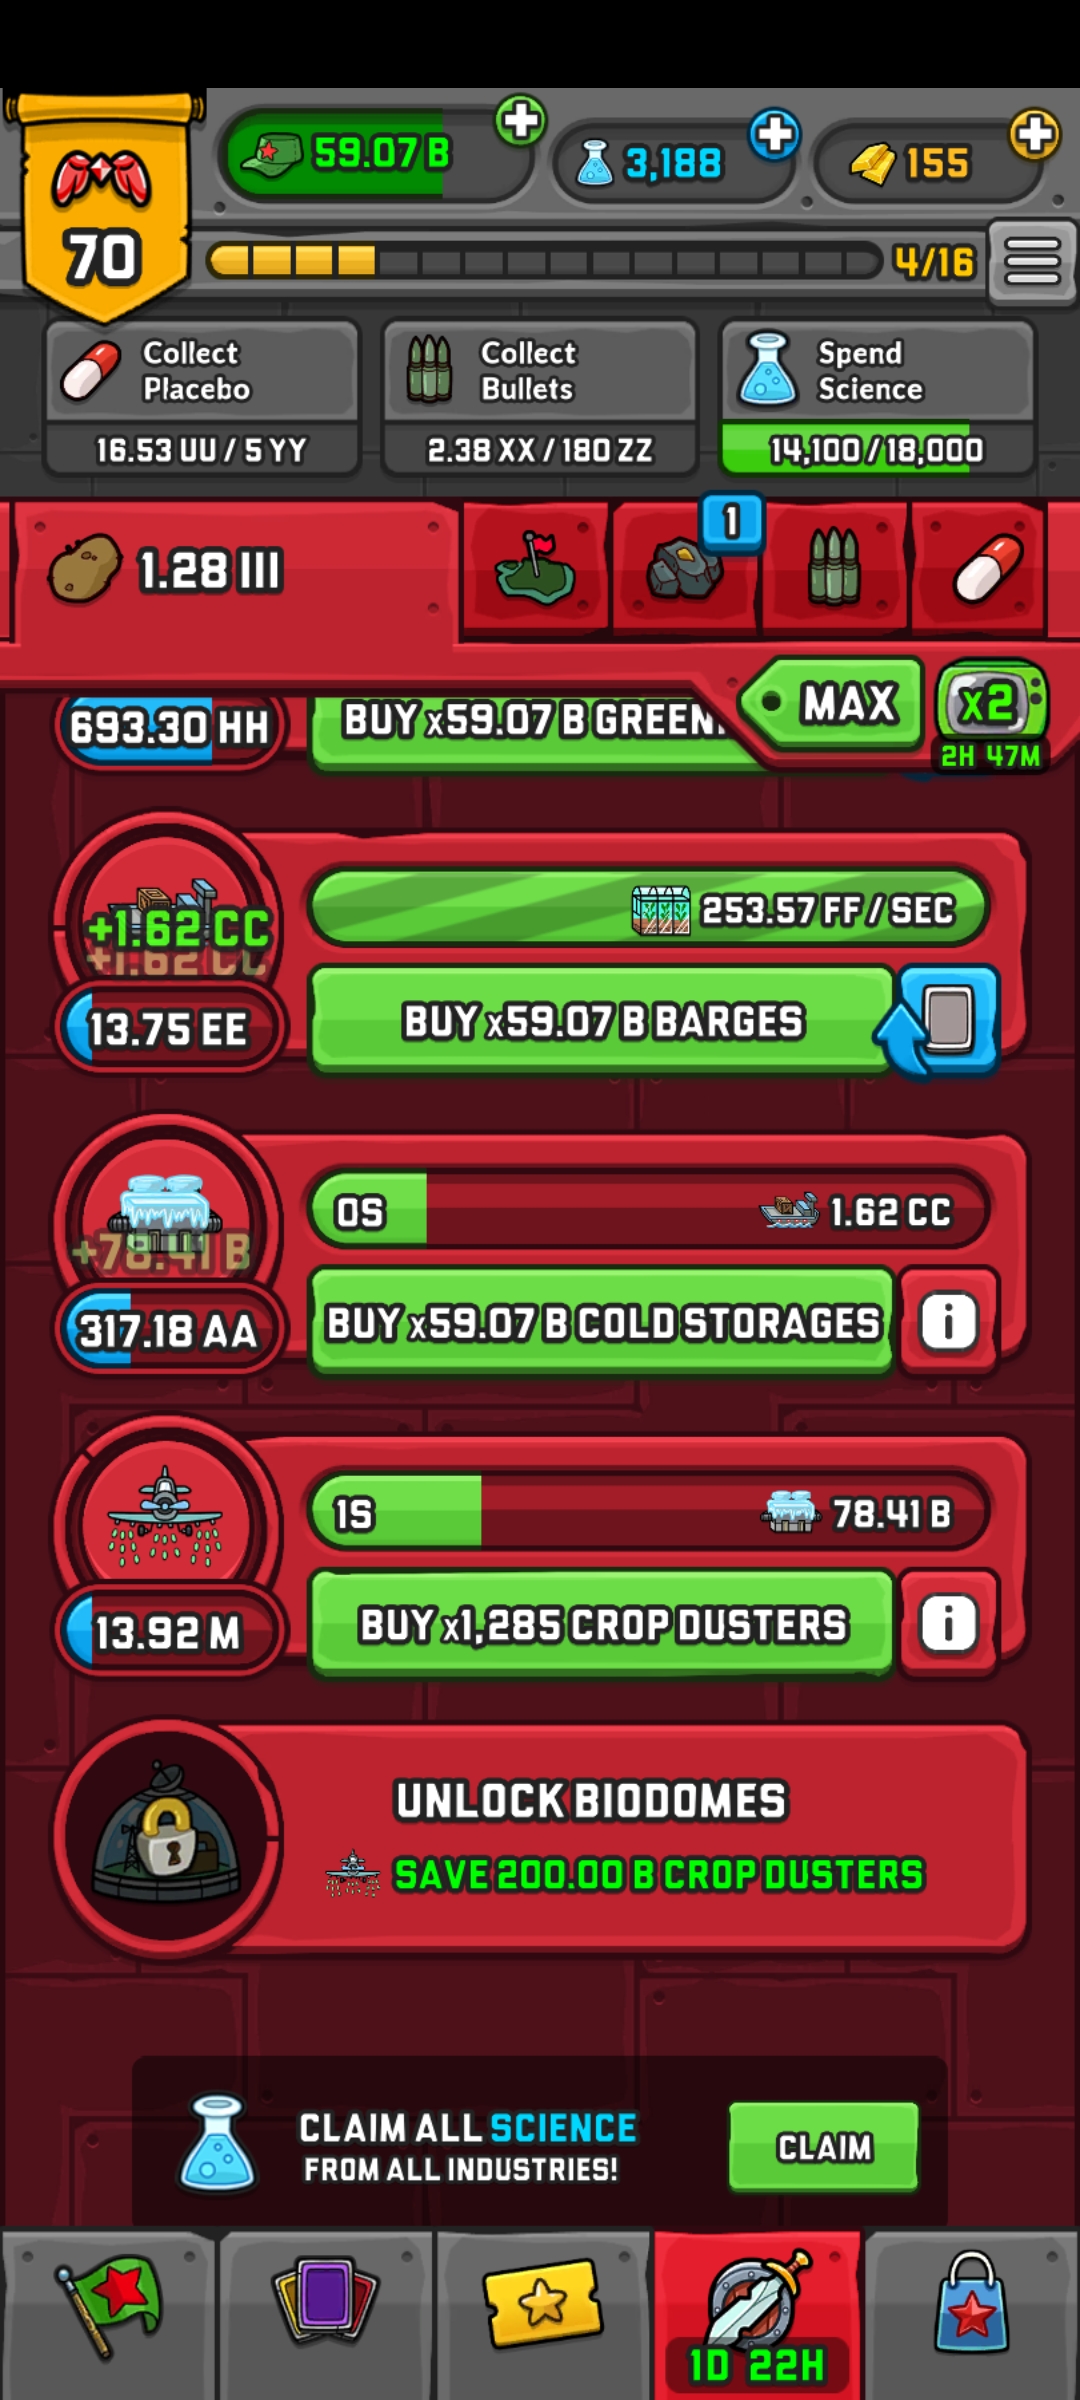 59.07 B
3,188
155
70
4/16
Collect
Placebo
16.53 UU / 5 YY
Collect
Bullets
2.38 XX / 180 ZZ
Spend
Science
14,100 / 18,000
1.28 III
1
MAX
x2
2H 47M
693.30 HH
BUY x59.07 B GREEN
+1.62 CC
+1.62 CC
253.57 FF / SEC
13.75 EE
BUY x59.07 B BARGES
+78.41 B
0S
1.62 CC
317.18 AA
BUY x59.07 B COLD STORAGES
i
1S
78.41 B
13.92 M
BUY x1,285 CROP DUSTERS
i
UNLOCK BIODOMES
SAVE 200.00 B CROP DUSTERS
CLAIM ALL SCIENCE
FROM ALL INDUSTRIES!
CLAIM
1D 22H